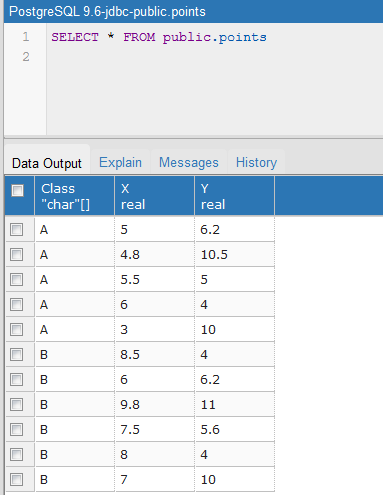 PostgreSQL 9.6-jdbc-public.points
1 SELECT * FROM public.points
2
Data Output Explain Messages History
Class X Y
"char"[] real real
A 5 6.2
A 4.8 10.5
A 5.5 5
A 6 4
A 3 10
B 8.5 4
B 6 6.2
B 9.8 11
B 7.5 5.6
B 8 4
B 7 10